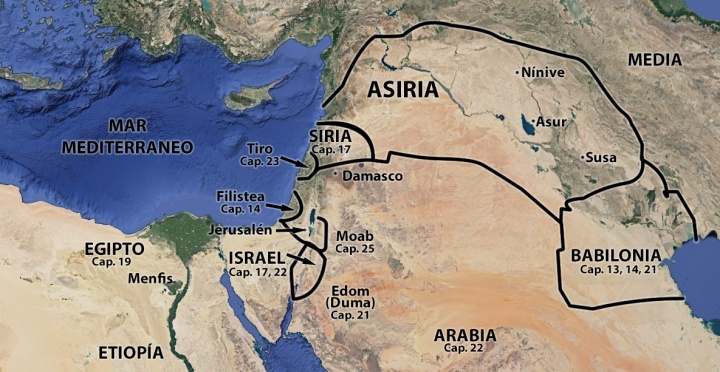 MEDIA
ASIRIA
Nínive
Asur
Susa
MAR
MEDITERRANEO
SIRIA
Cap. 17
Tiro
Cap. 23
Damasco
Filistea
Cap. 14
Jerusalén
Moab
Cap. 25
ISRAEL
Cap. 17, 22
EGIPTO
Cap. 19
Menfis
Edom
(Duma)
Cap. 21
BABILONIA
Cap. 13, 14, 21
ARABIA
Cap. 22
ETIOPÍA